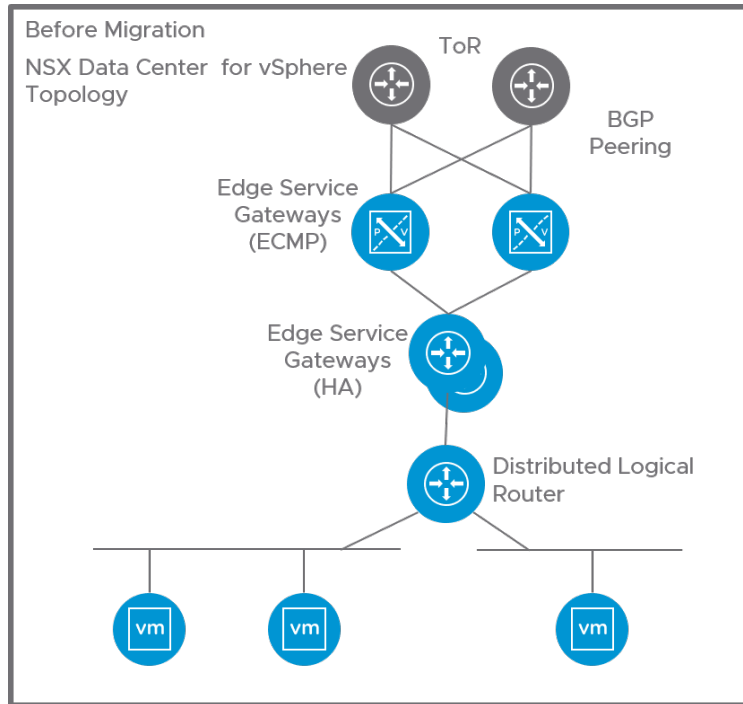 Before Migration
NSX Data Center for vSphere
Topology
ToR
BGP
Peering
Edge Service
Gateways
(ECMP)
P V
P V
Edge Service
Gateways
(HA)
Distributed Logical
Router
vm
vm
vm